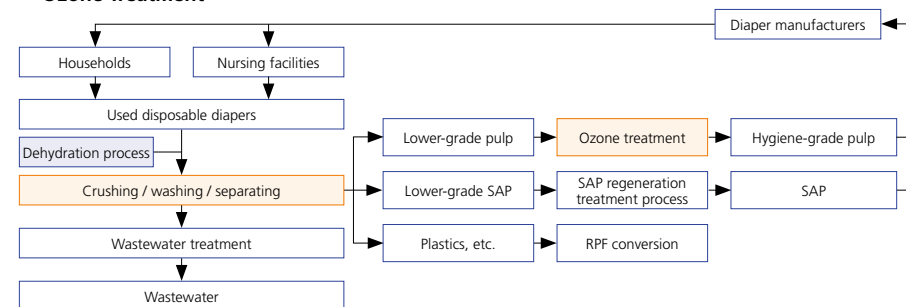 Ozone Treatment
Diaper manufacturers
Households
Nursing facilities
Used disposable diapers
Dehydration process
Lower-grade pulp
Ozone treatment
Hygiene-grade pulp
Crushing / washing / separating
Lower-grade SAP
SAP regeneration
treatment process
SAP
Wastewater treatment
Plastics, etc.
RPF conversion
Wastewater